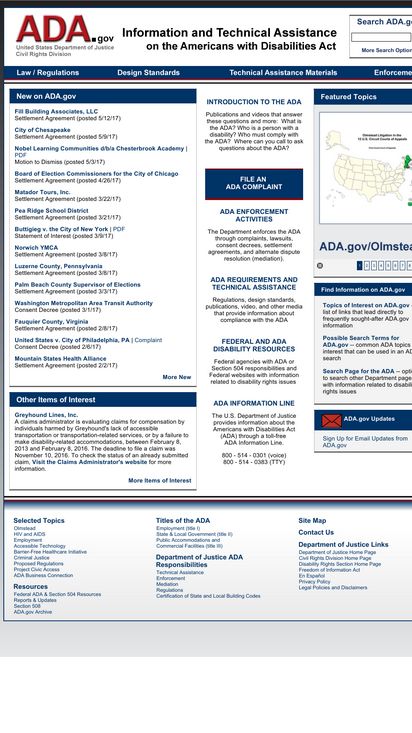 ADA.gov
United States Department of Justice
Civil Rights Division
Information and Technical Assistance
on the Americans with Disabilities Act
Search ADA.g
More Search Option
Law / Regulations
Design Standards
Technical Assistance Materials
Enforceme
New on ADA.gov
Fill Building Associates, LLC
Settlement Agreement (posted 5/12/17)
City of Chesapeake
Settlement Agreement (posted 5/9/17)
Nobel Learning Communities d/b/a Chesterbrook Academy |
PDF
Motion to Dismiss (posted 5/3/17)
Board of Election Commissioners for the City of Chicago
Settlement Agreement (posted 4/26/17)
Matador Tours, Inc.
Settlement Agreement (posted 3/22/17)
Pea Ridge School District
Settlement Agreement (posted 3/21/17)
Buttigieg v. the City of New York | PDF
Statement of Interest (posted 3/9/17)
Norwich YMCA
Settlement Agreement (posted 3/8/17)
Luzerne County, Pennsylvania
Settlement Agreement (posted 3/8/17)
Palm Beach County Supervisor of Elections
Settlement Agreement (posted 3/3/17)
Washington Metropolitan Area Transit Authority
Consent Decree (posted 3/1/17)
Fauquier County, Virginia
Settlement Agreement (posted 2/8/17)
United States v. City of Philadelphia, PA | Complaint
Consent Decree (posted 2/6/17)
Mountain States Health Alliance
Settlement Agreement (posted 2/2/17)
More New
Other Items of Interest
Greyhound Lines, Inc.
A claims administrator is evaluating claims for compensation by
individuals harmed by Greyhound's lack of accessible
transportation or transportation-related services, or by a failure to
make disability-related accommodations, between February 8,
2013 and February 8, 2016. The deadline to file a claim was
November 10, 2016. To check the status of an already submitted
claim, Visit the Claims Administrator's website for more
information.
More Items of Interest
INTRODUCTION TO THE ADA
Publications and videos that answer
these questions and more: What is
the ADA? Who is a person with a
disability? Who must comply with
the ADA? Where can you call to ask
questions about the ADA?
FILE AN
ADA COMPLAINT
ADA ENFORCEMENT
ACTIVITIES
The Department enforces the ADA
through complaints, lawsuits,
consent decrees, settlement
agreements, and alternate dispute
resolution (mediation).
ADA REQUIREMENTS AND
TECHNICAL ASSISTANCE
Regulations, design standards,
publications, video, and other media
that provide information about
compliance with the ADA
FEDERAL AND ADA
DISABILITY RESOURCES
Federal agencies with ADA or
Section 504 responsibilities and
Federal websites with information
related to disability rights issues
ADA INFORMATION LINE
The U.S. Department of Justice
provides information about the
Americans with Disabilities Act
(ADA) through a toll-free
ADA Information Line.
800 - 514 - 0301 (voice)
800 - 514 - 0383 (TTY)
Featured Topics
Olmstead Litigation in the
ADA.gov/Olmstea
1 2 3 4 5 6 7 8
Find Information on ADA.gov
Topics of Interest on ADA.gov
list of links that lead directly to
frequently sought-after ADA.gov
information
Possible Search Terms for
ADA.gov -- common ADA topics
interest that can be used in an AD
search
Search Page for the ADA -- opti
to search other Department page
with information related to disabil
rights issues
ADA.gov Updates
Sign Up for Email Updates from
ADA.gov
Selected Topics
Olmstead
HIV and AIDS
Employment
Accessible Technology
Barrier-Free Healthcare Initiative
Criminal Justice
Proposed Regulations
Project Civic Access
ADA Business Connection
Resources
Federal ADA & Section 504 Resources
Reports & Updates
Section 508
ADA.gov Archive
Titles of the ADA
Employment (title I)
State & Local Government (title II)
Public Accommodations and
Commercial Facilities (title III)
Department of Justice ADA
Responsibilities
Technical Assistance
Enforcement
Mediation
Regulations
Certification of State and Local Building Codes
Site Map
Contact Us
Department of Justice Links
Department of Justice Home Page
Civil Rights Division Home Page
Disability Rights Section Home Page
Freedom of Information Act
En Español
Privacy Policy
Legal Policies and Disclaimers